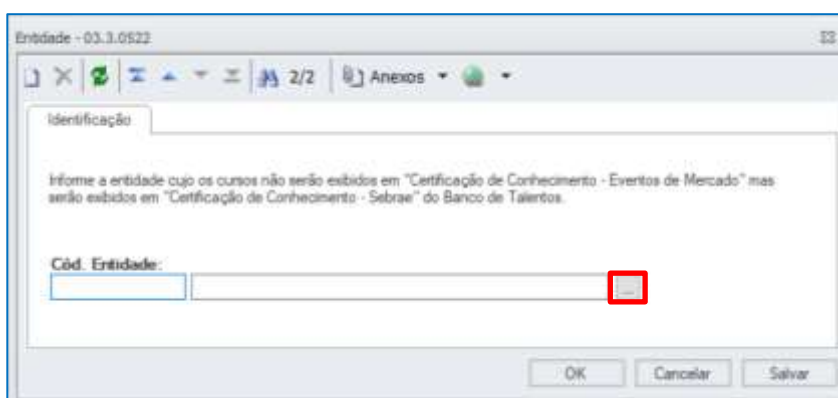 Entidade - 03.3.0522
2/2 Anexos
Identificação
Informe a entidade cujo os cursos não serão exibidos em "Certificação de Conhecimento - Eventos de Mercado" mas
serão exibidos em "Certificação de Conhecimento - Sebrae" do Banco de Talentos.
Cód. Entidade:
...
OK Cancelar Salvar